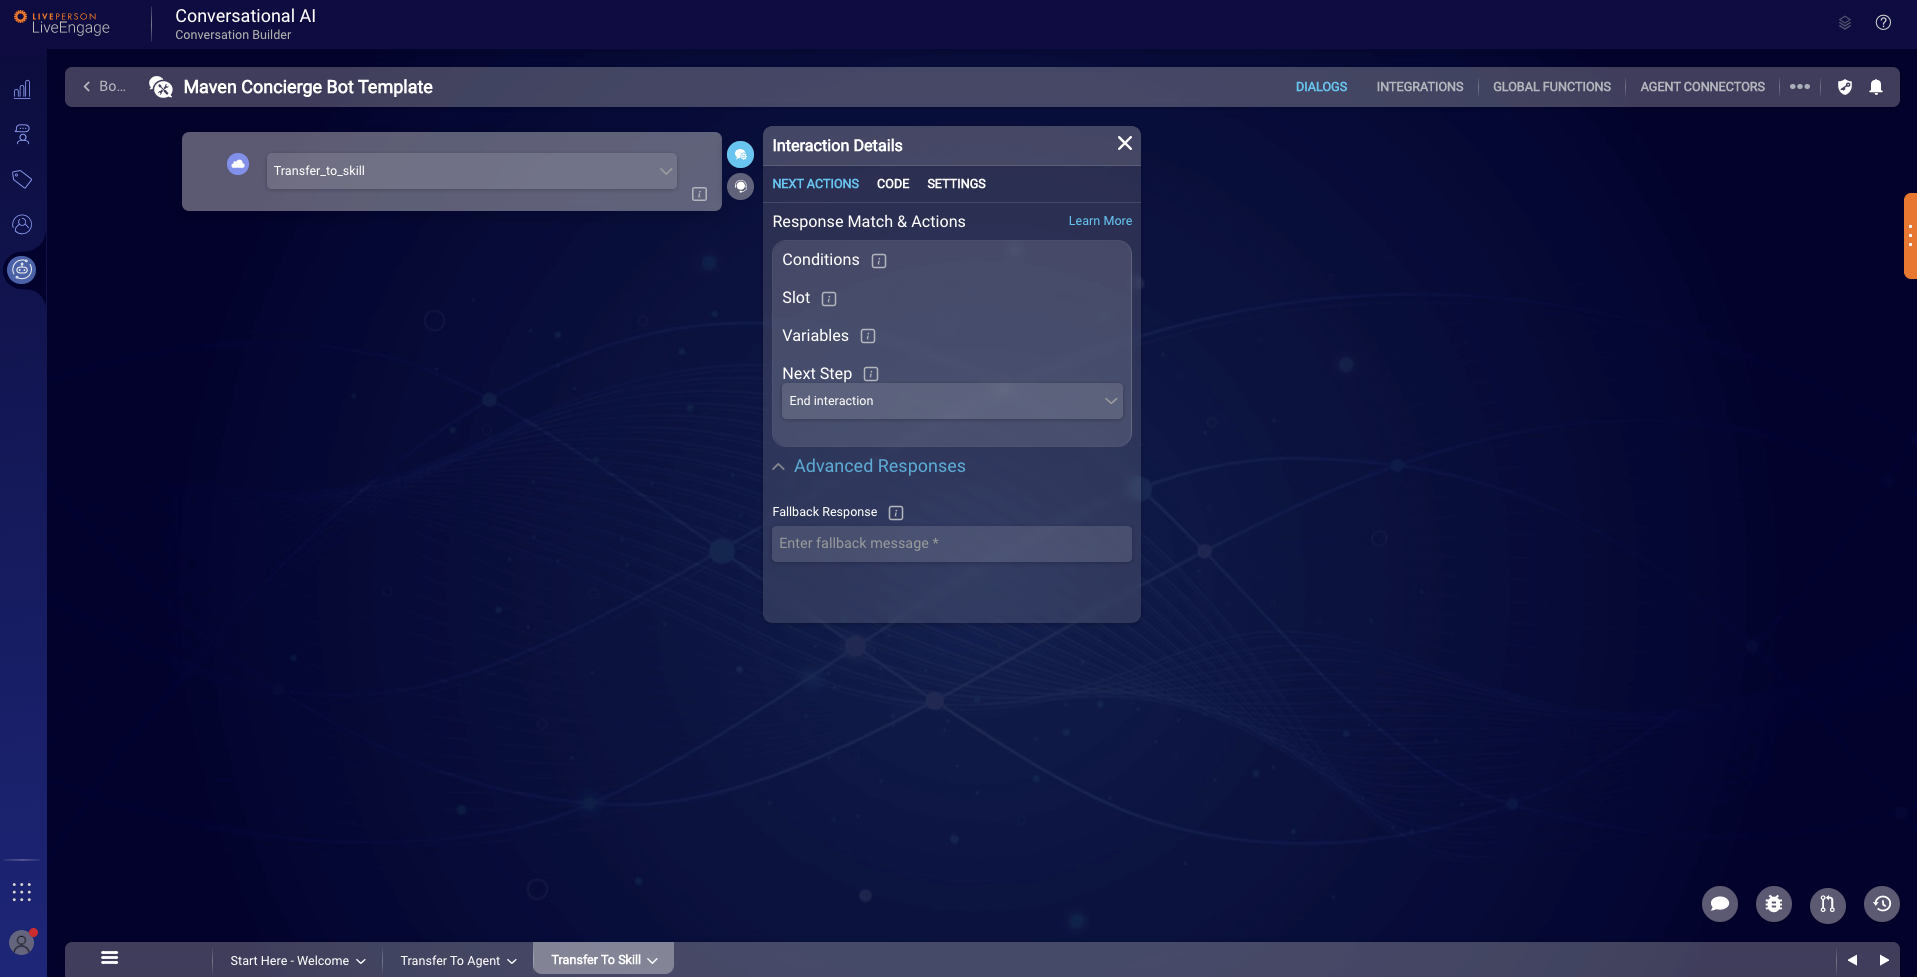 LIVEPERSON
LiveEngage
Conversational AI
Conversation Builder
Bo...
Maven Concierge Bot Template
DIALOGS
INTEGRATIONS
GLOBAL FUNCTIONS
AGENT CONNECTORS
Transfer_to_skill
Interaction Details
NEXT ACTIONS
CODE
SETTINGS
Response Match & Actions
Learn More
Conditions
Slot
Variables
Next Step
End interaction
Advanced Responses
Fallback Response
Enter fallback message *
Start Here - Welcome
Transfer To Agent
Transfer To Skill